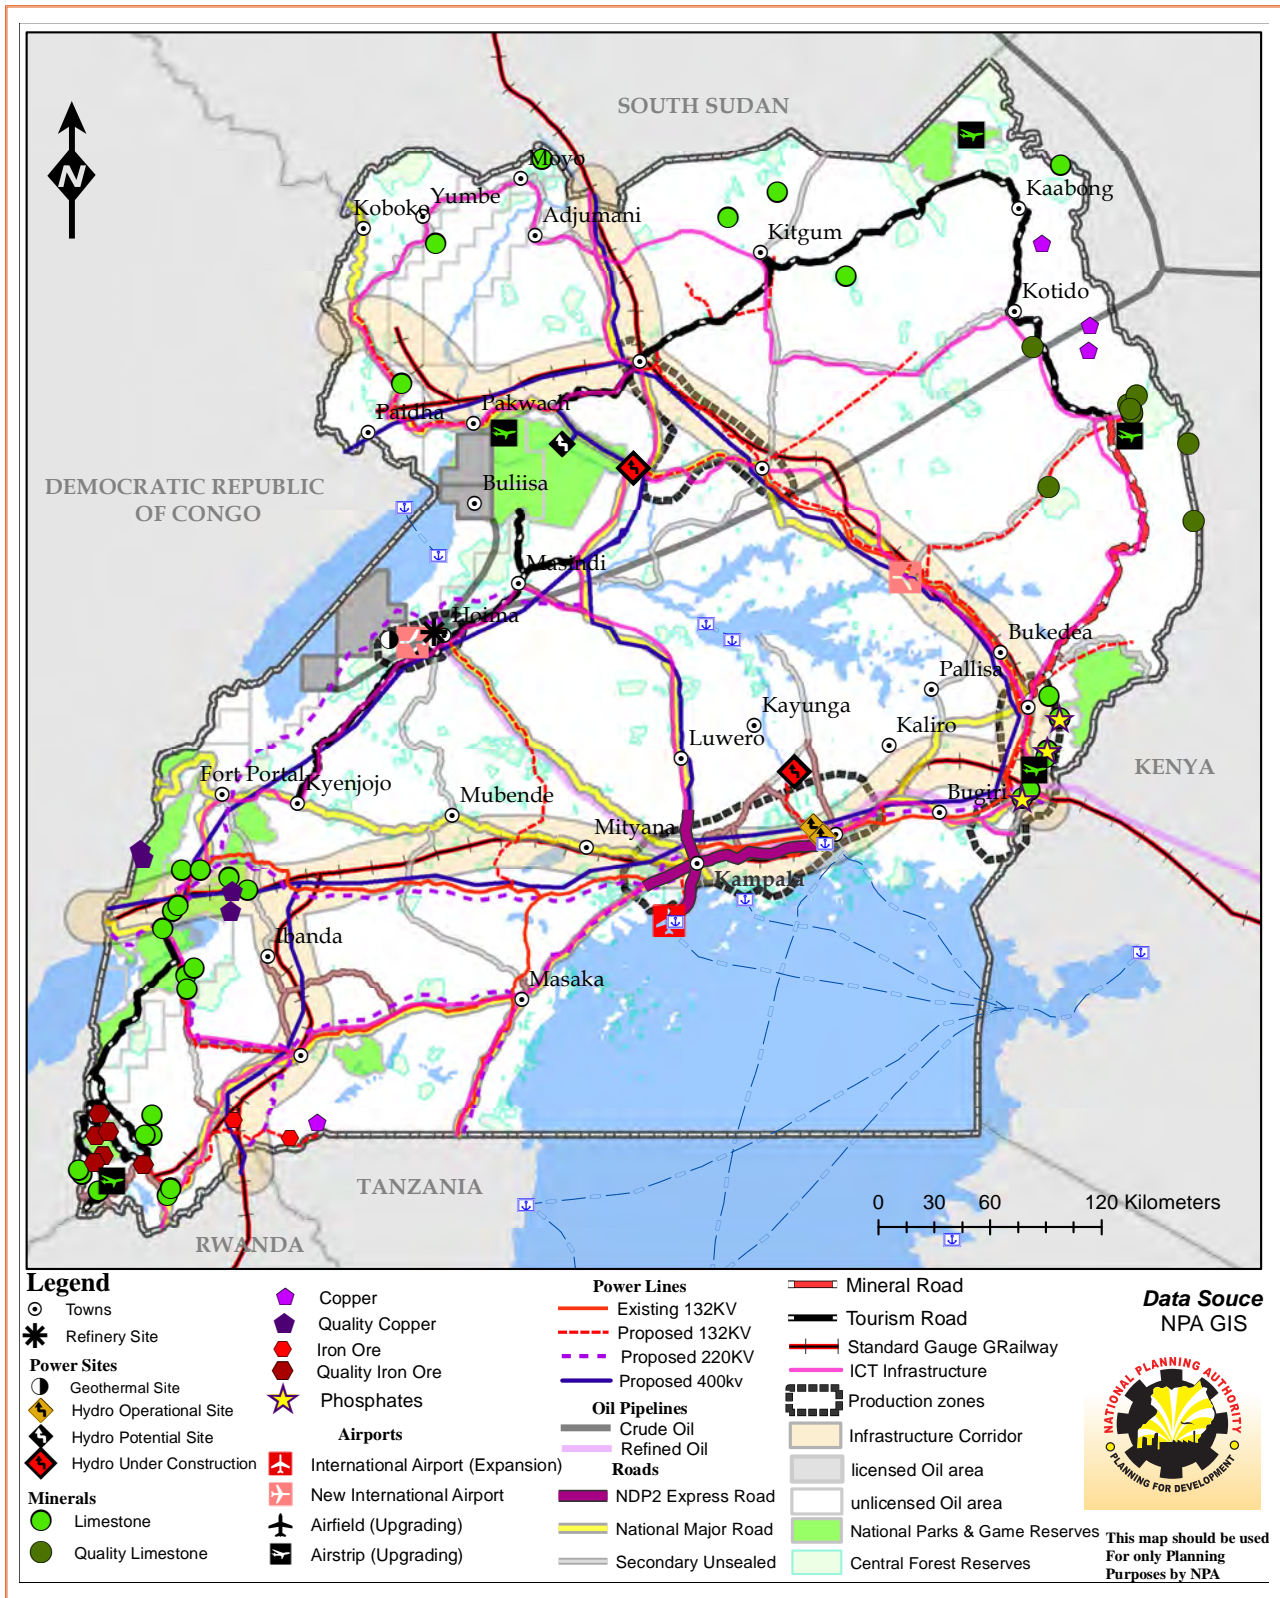 SOUTH SUDAN
N
Moyo
Yumbe
Koboko
Adjumani
Kaabong
Kitgum
Kotido
Pakwach
Paidha
DEMOCRATIC REPUBLIC
OF CONGO
Buliisa
Masindi
Hoima
Bukedea
Pallisa
Kayunga
Kaliro
Luwero
KENYA
Fort Portal
Kyenjojo
Mubende
Bugiri
Mityana
Kampala
Ibanda
Masaka
TANZANIA
RWANDA
0 30 60 120 Kilometers
Legend
Towns
Refinery Site
Power Sites
Geothermal Site
Hydro Operational Site
Hydro Potential Site
Hydro Under Construction
Minerals
Limestone
Quality Limestone
Copper
Quality Copper
Iron Ore
Quality Iron Ore
Phosphates
Airports
International Airport (Expansion)
New International Airport
Airfield (Upgrading)
Airstrip (Upgrading)
Power Lines
Existing 132KV
Proposed 132KV
Proposed 220KV
Proposed 400kv
Oil Pipelines
Crude Oil
Refined Oil
Roads
NDP2 Express Road
National Major Road
Secondary Unsealed
Mineral Road
Tourism Road
Standard Gauge GRailway
ICT Infrastructure
Production zones
Infrastructure Corridor
licensed Oil area
unlicensed Oil area
National Parks & Game Reserves
Central Forest Reserves
Data Souce
NPA GIS
NATIONAL PLANNING AUTHORITY
PLANNING FOR DEVELOPMENT
This map should be used
For only Planning
Purposes by NPA